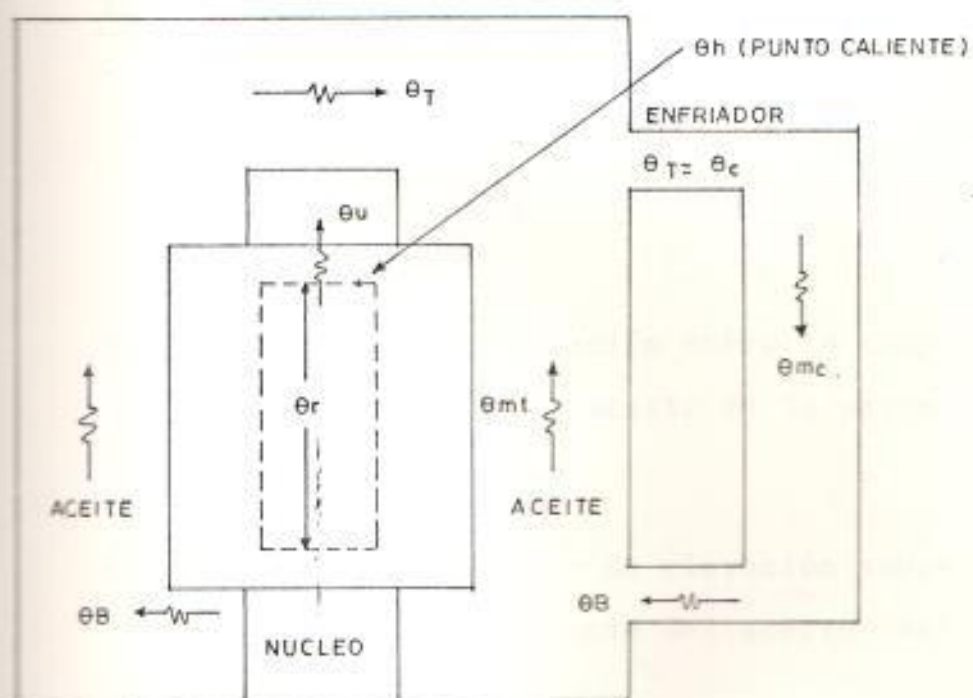 θh (PUNTO CALIENTE)
θT
ENFRIADOR
θT= θc
θu
θmc.
θr
θmt
ACEITE
ACEITE
θB
θB
NUCLEO